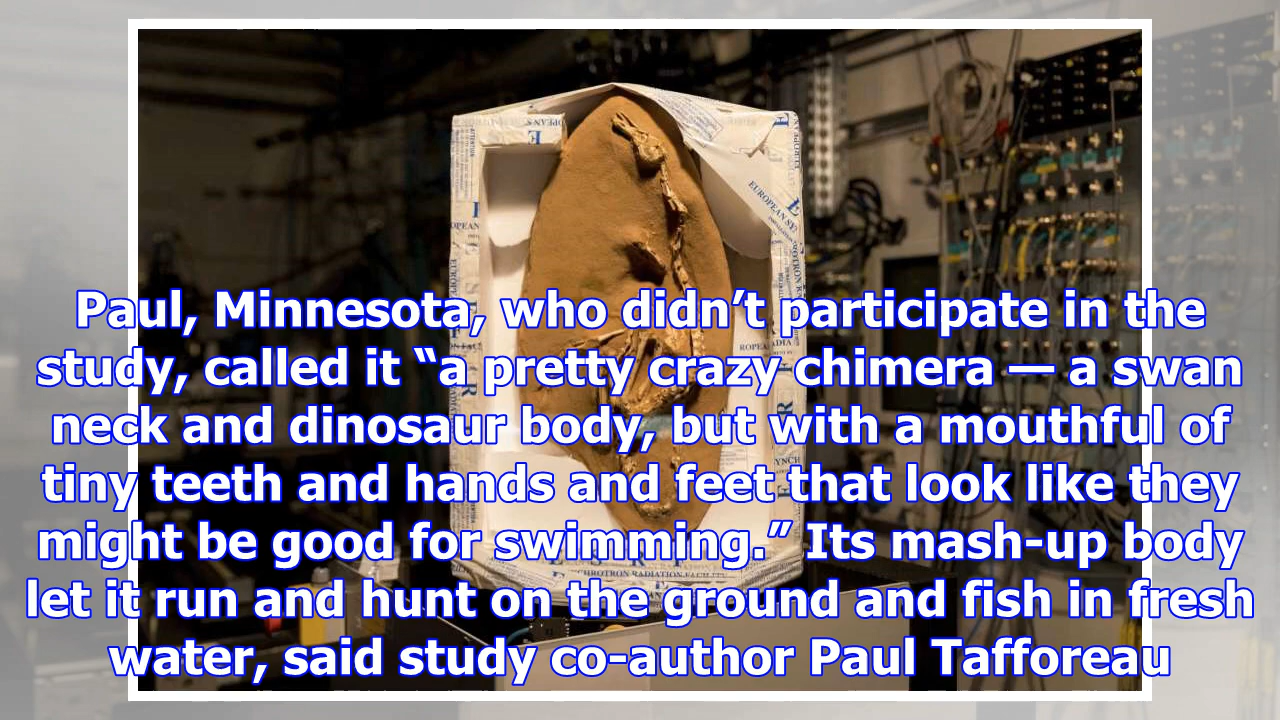 Paul, Minnesota, who didn’t participate in the
study, called it “a pretty crazy chimera — a swan
neck and dinosaur body, but with a mouthful of
tiny teeth and hands and feet that look like they
might be good for swimming.” Its mash-up body
let it run and hunt on the ground and fish in fresh
water, said study co-author Paul Tafforeau